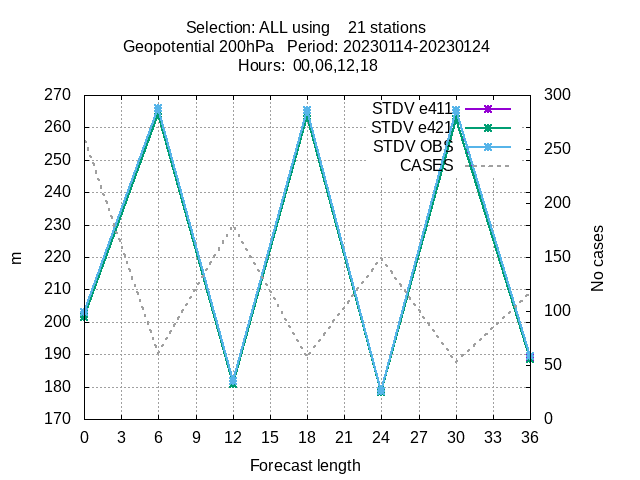 Selection: ALL using    21 stations
Geopotential 200hPa   Period: 20230114-20230124
Hours:  00,06,12,18
270
260
250
240
230
220
210
200
190
180
170
m
STDV e411
STDV e421
STDV OBS
CASES
300
250
200
150
100
50
0
No cases
0 3 6 9 12 15 18 21 24 27 30 33 36
Forecast length